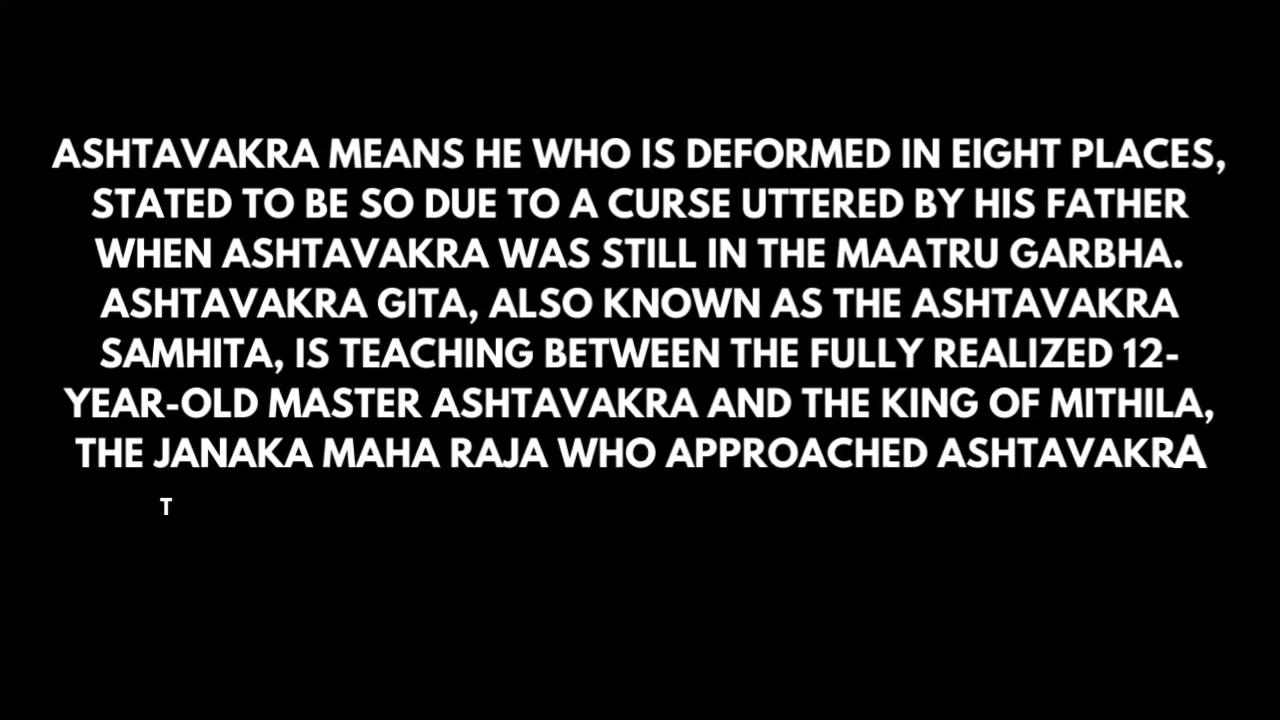 ASHTAVAKRA MEANS HE WHO IS DEFORMED IN EIGHT PLACES,
STATED TO BE SO DUE TO A CURSE UTTERED BY HIS FATHER
WHEN ASHTAVAKRA WAS STILL IN THE MAATRU GARBHA.
ASHTAVAKRA GITA, ALSO KNOWN AS THE ASHTAVAKRA
SAMHITA, IS TEACHING BETWEEN THE FULLY REALIZED 12-
YEAR-OLD MASTER ASHTAVAKRA AND THE KING OF MITHILA,
THE JANAKA MAHA RAJA WHO APPROACHED ASHTAVAKRA
T